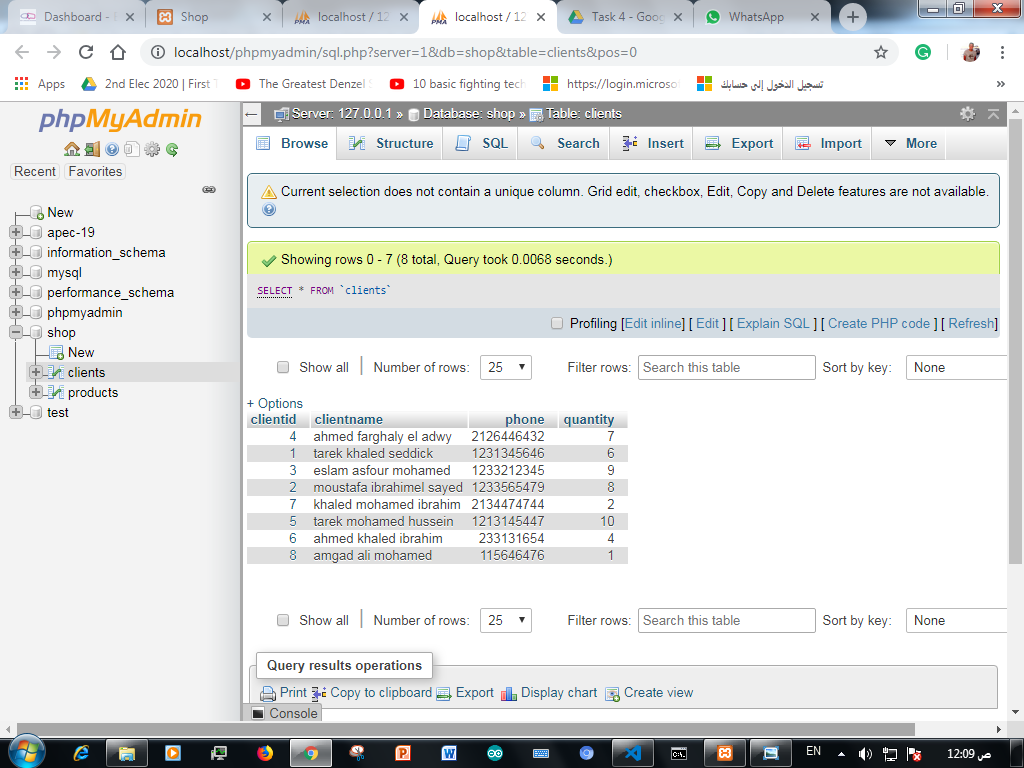 Dashboard - E
Shop
localhost / 12
localhost / 12
Task 4 - Goog
WhatsApp
localhost/phpmyadmin/sql.php?server=1&db=shop&table=clients&pos=0
Apps
2nd Elec 2020 | First T
The Greatest Denzel S
10 basic fighting tech
https://login.microso
تسجيل الدخول إلى حسابك
»
phpMyAdmin
Recent
Favorites
New
apec-19
information_schema
mysql
performance_schema
phpmyadmin
shop
New
clients
products
test
Server: 127.0.0.1 » Database: shop » Table: clients
Browse
Structure
SQL
Search
Insert
Export
Import
More
Current selection does not contain a unique column. Grid edit, checkbox, Edit, Copy and Delete features are not available.
Showing rows 0 - 7 (8 total, Query took 0.0068 seconds.)
SELECT * FROM `clients`
Profiling [Edit inline] [ Edit ] [ Explain SQL ] [ Create PHP code ] [ Refresh]
Show all | Number of rows: 25 Filter rows: Search this table Sort by key: None
+ Options
clientid clientname phone quantity
4 ahmed farghaly el adwy 2126446432 7
1 tarek khaled seddick 1231345646 6
3 eslam asfour mohamed 1233212345 9
2 moustafa ibrahimel sayed 1233565479 8
7 khaled mohamed ibrahim 2134474744 2
5 tarek mohamed hussein 1213145447 10
6 ahmed khaled ibrahim 233131654 4
8 amgad ali mohamed 115646476 1
Show all | Number of rows: 25 Filter rows: Search this table Sort by key: None
Query results operations
Print Copy to clipboard Export Display chart Create view
Console
EN
12:09 ص